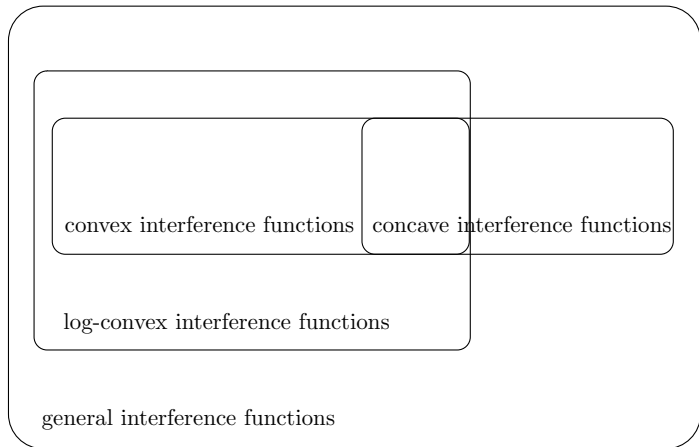 convex interference functions
concave interference functions
log-convex interference functions
general interference functions